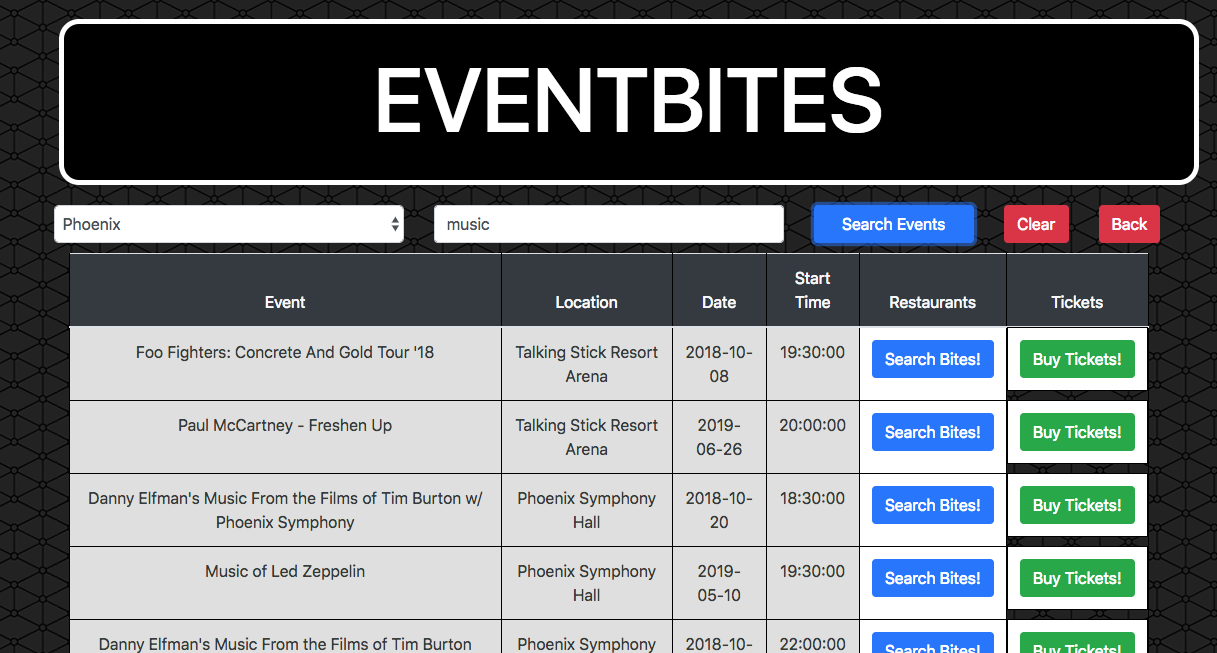 EVENTBITES
Phoenix music Search Events Clear Back
Event Location Date Start Time Restaurants Tickets
Foo Fighters: Concrete And Gold Tour '18 Talking Stick Resort Arena 2018-10-08 19:30:00 Search Bites! Buy Tickets!
Paul McCartney - Freshen Up Talking Stick Resort Arena 2019-06-26 20:00:00 Search Bites! Buy Tickets!
Danny Elfman's Music From the Films of Tim Burton w/ Phoenix Symphony Phoenix Symphony Hall 2018-10-20 18:30:00 Search Bites! Buy Tickets!
Music of Led Zeppelin Phoenix Symphony Hall 2019-05-10 19:30:00 Search Bites! Buy Tickets!
Danny Elfman's Music From the Films of Tim Burton Phoenix Symphony 2018-10- 22:00:00 Search Bites! Buy Tickets!